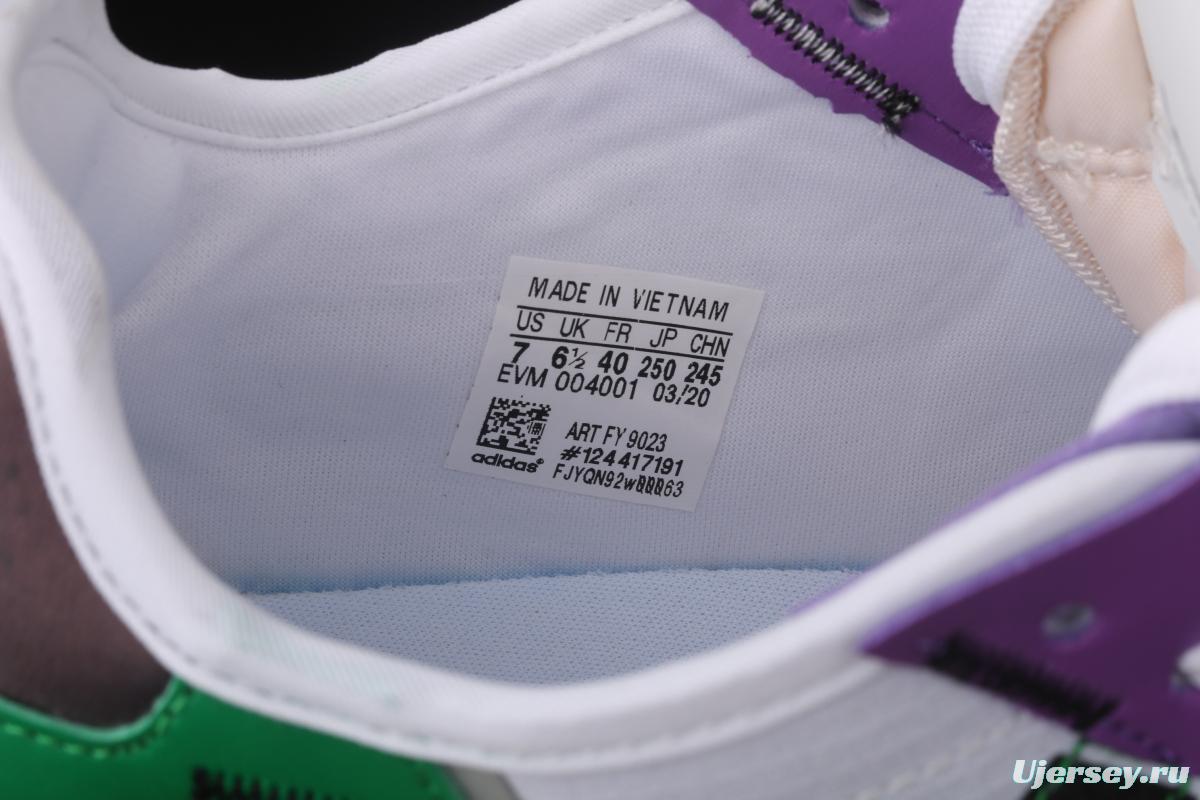 MADE IN VIETNAM
US UK FR JP CHN
7 6½ 40 250 245
EVM 004001 03/20
ART FY 9023
#124417191
adidas
Ujersey.ru